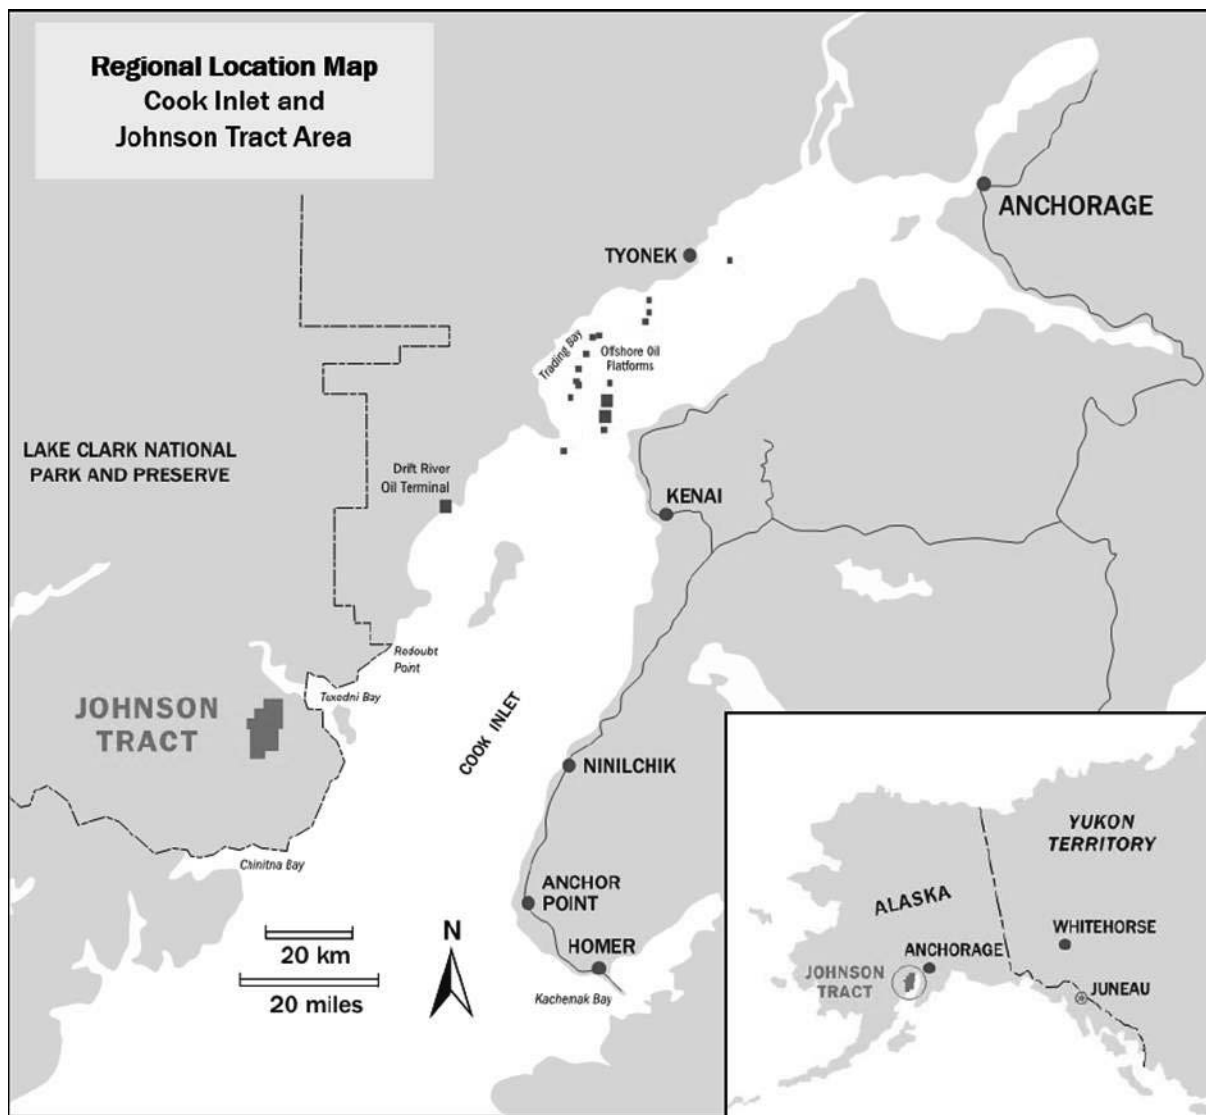 Regional Location Map
Cook Inlet and
Johnson Tract Area
ANCHORAGE
TYONEK
Trading Bay
Offshore Oil
Platforms
LAKE CLARK NATIONAL
PARK AND PRESERVE
Drift River
Oil Terminal
KENAI
Redoubt
Point
Tuxedni Bay
JOHNSON
TRACT
COOK INLET
NINILCHIK
Chinitna Bay
ANCHOR
POINT
HOMER
Kachemak Bay
20 km
20 miles
N
YUKON
TERRITORY
ALASKA
WHITEHORSE
ANCHORAGE
JOHNSON
TRACT
JUNEAU